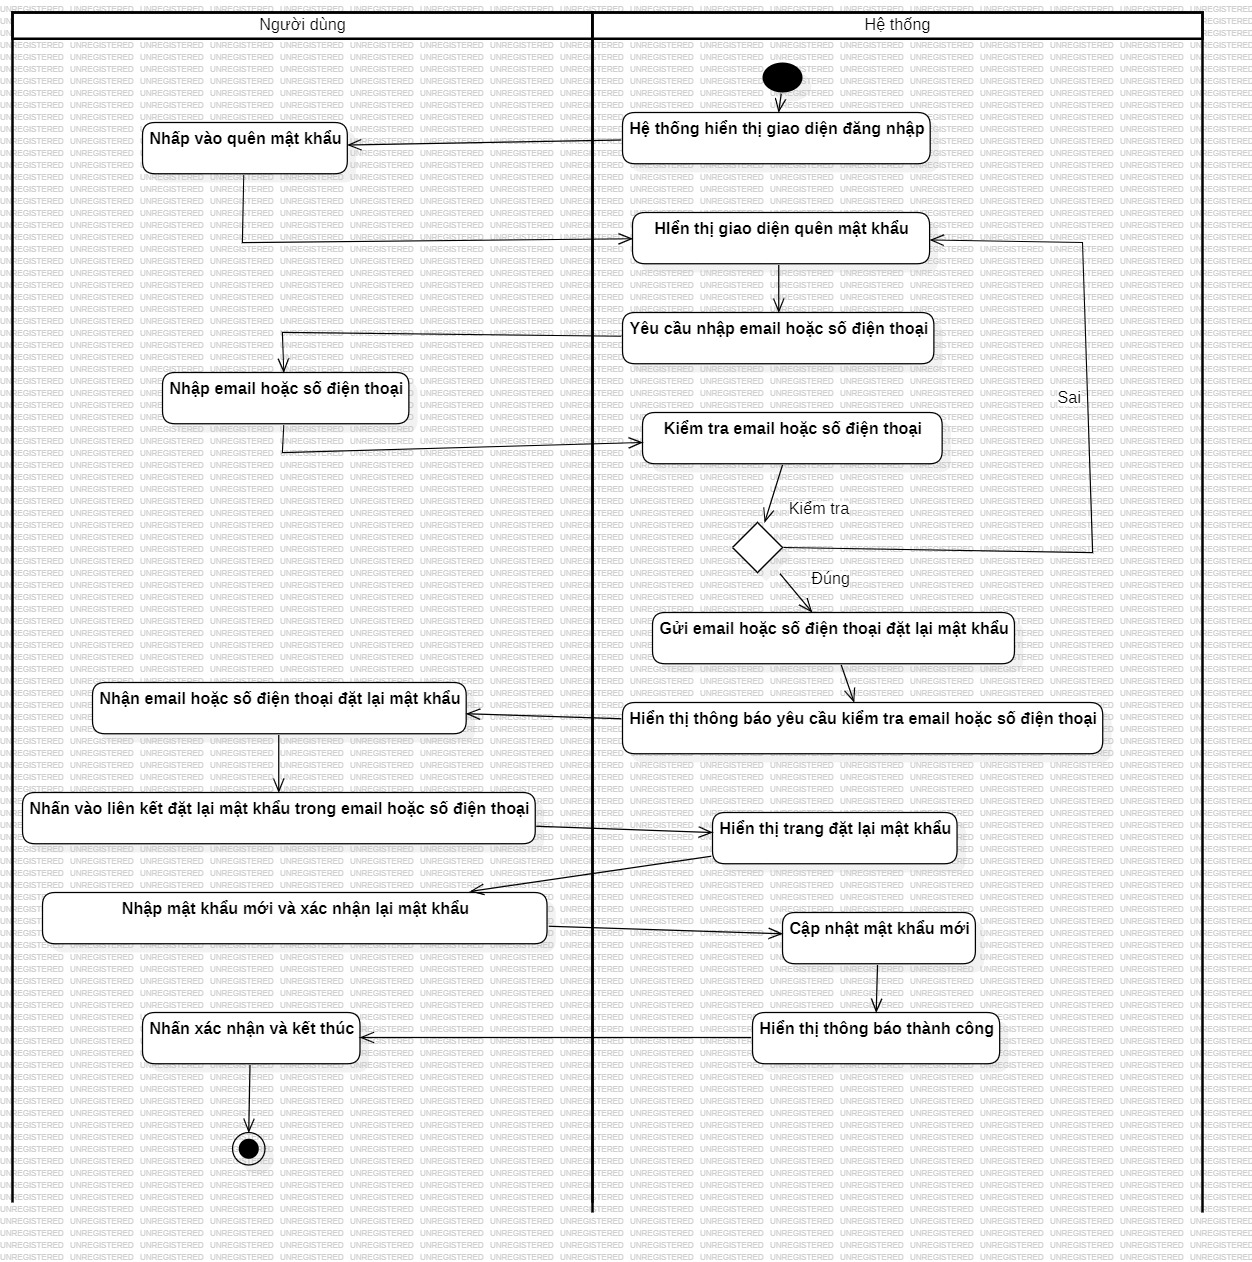 Người dùng
Hệ thống
Hệ thống hiển thị giao diện đăng nhập
Nhấp vào quên mật khẩu
HIển thị giao diện quên mật khẩu
Yêu cầu nhập email hoặc số điện thoại
Nhập email hoặc số điện thoại
Sai
Kiểm tra email hoặc số điện thoại
Kiểm tra
Đúng
Gửi email hoặc số điện thoại đặt lại mật khẩu
Nhận email hoặc số điện thoại đặt lại mật khẩu
Hiển thị thông báo yêu cầu kiểm tra email hoặc số điện thoại
Nhấn vào liên kết đặt lại mật khẩu trong email hoặc số điện thoại
Hiển thị trang đặt lại mật khẩu
Nhập mật khẩu mới và xác nhận lại mật khẩu
Cập nhật mật khẩu mới
Nhấn xác nhận và kết thúc
Hiển thị thông báo thành công
UNREGISTERED